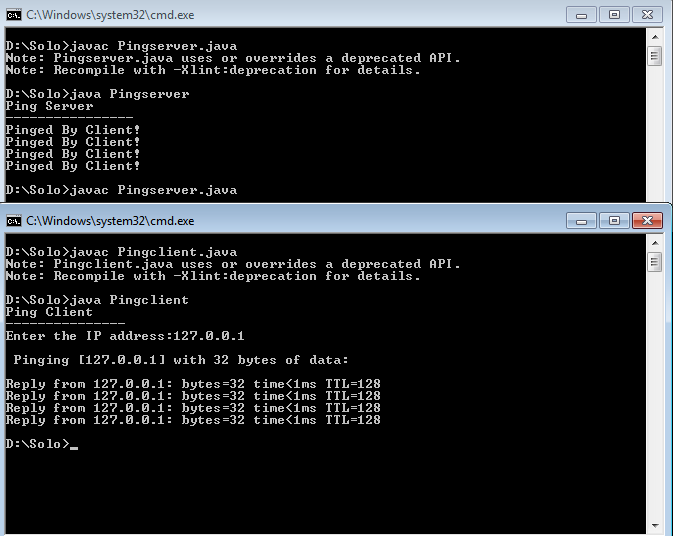 C:\Windows\system32\cmd.exe
D:\Solo>javac Pingserver.java
Note: Pingserver.java uses or overrides a deprecated API.
Note: Recompile with -Xlint:deprecation for details.
D:\Solo>java Pingserver
Ping Server
----------------
Pinged By Client!
Pinged By Client!
Pinged By Client!
Pinged By Client!
D:\Solo>javac Pingserver.java
C:\Windows\system32\cmd.exe
D:\Solo>javac Pingclient.java
Note: Pingclient.java uses or overrides a deprecated API.
Note: Recompile with -Xlint:deprecation for details.
D:\Solo>java Pingclient
Ping Client
---------------
Enter the IP address:127.0.0.1
Pinging [127.0.0.1] with 32 bytes of data:
Reply from 127.0.0.1: bytes=32 time<1ms TTL=128
Reply from 127.0.0.1: bytes=32 time<1ms TTL=128
Reply from 127.0.0.1: bytes=32 time<1ms TTL=128
Reply from 127.0.0.1: bytes=32 time<1ms TTL=128
D:\Solo>_